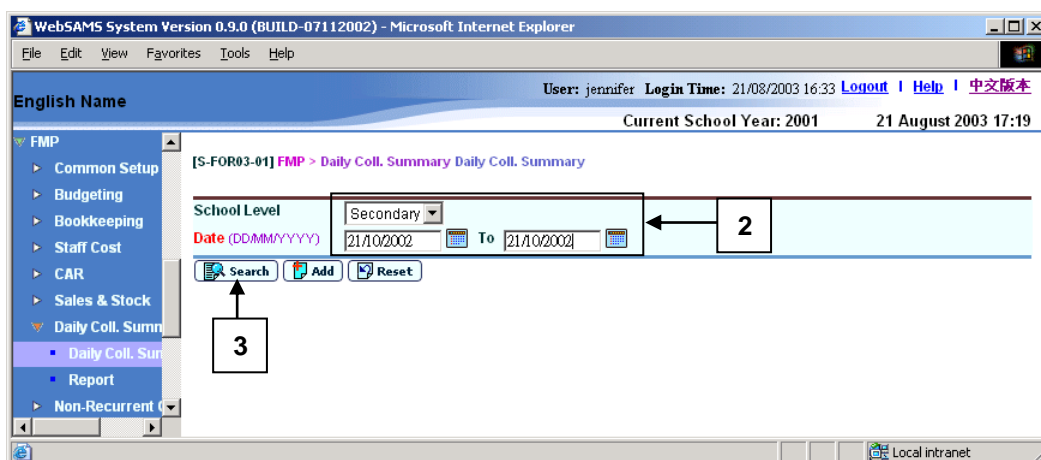 WebSAMS System Version 0.9.0 (BUILD-07112002) - Microsoft Internet Explorer
File Edit View Favorites Tools Help
User: jennifer Login Time: 21/08/2003 16:33 Logout | Help | 中文版本
English Name
Current School Year: 2001 21 August 2003 17:19
FMP
Common Setup
Budgeting
Bookkeeping
Staff Cost
CAR
Sales & Stock
Daily Coll. Summ
Daily Coll. Sum
Report
Non-Recurrent
[S-FOR03-01] FMP > Daily Coll. Summary Daily Coll. Summary
School Level Secondary
Date (DD/MM/YYYY) 21/10/2002 To 21/10/2002
2
Search Add Reset
3
Local intranet